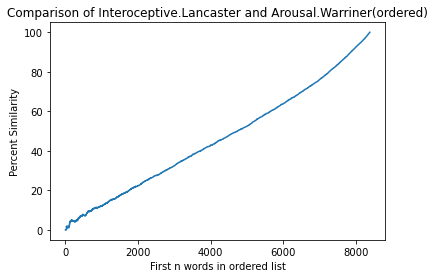 Comparison of Interoceptive.Lancaster and Arousal.Warriner(ordered)
100
80
60
40
20
0
Percent Similarity
0 2000 4000 6000 8000
First n words in ordered list